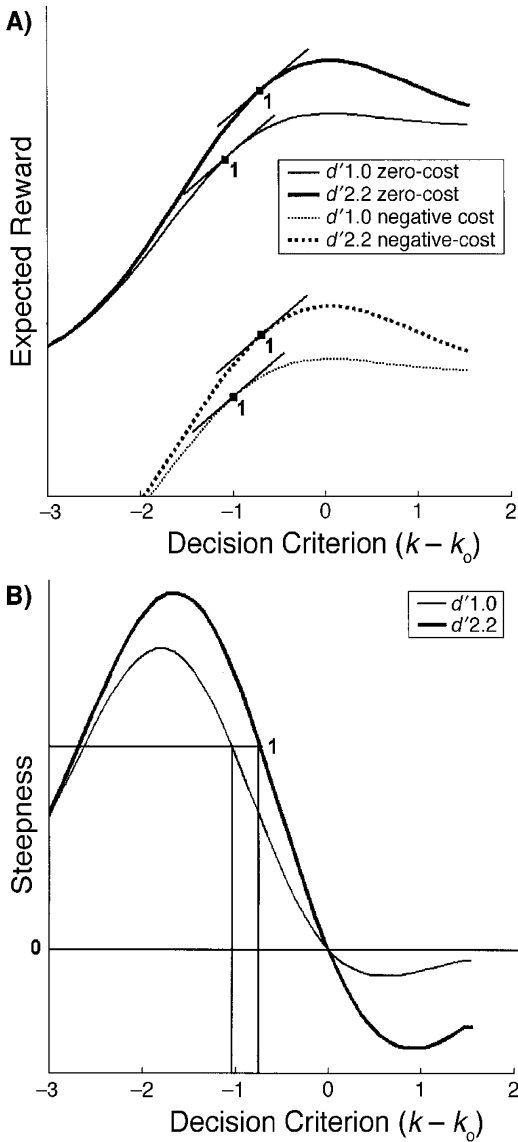 A)
Expected Reward
1
1
d′1.0 zero-cost
d′2.2 zero-cost
d′1.0 negative cost
d′2.2 negative-cost
1
1
−3 −2 −1 0 1 2
Decision Criterion (k − kₒ)
B)
d′1.0
d′2.2
Steepness
1
0
−3 −2 −1 0 1 2
Decision Criterion (k − kₒ)